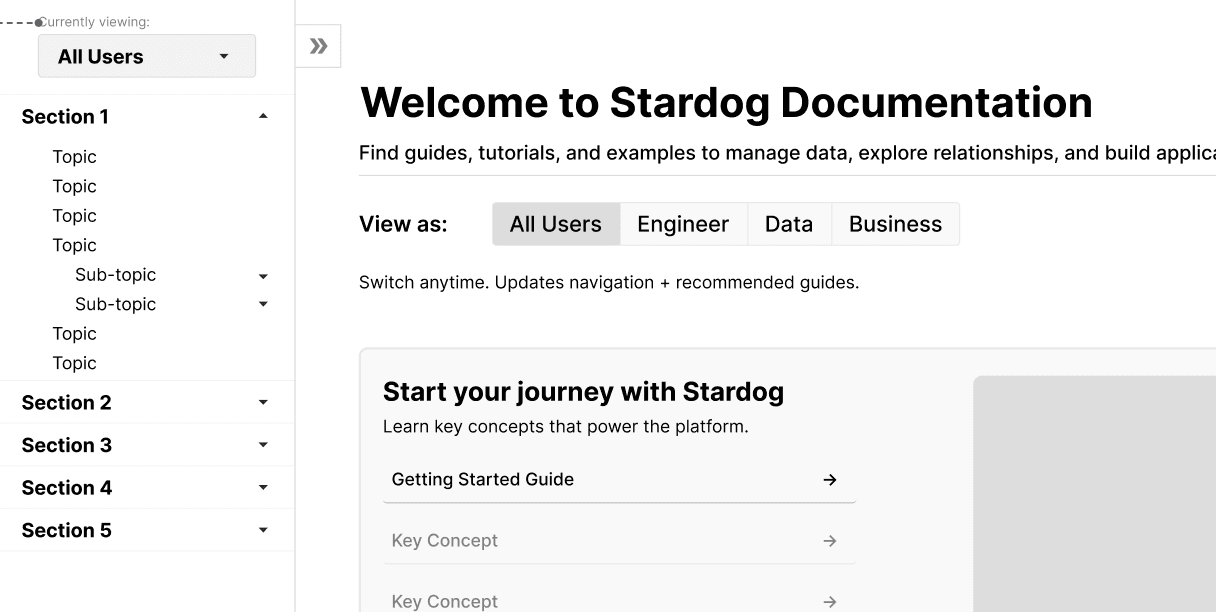 Currently viewing:
All Users
Section 1
Topic
Topic
Topic
Topic
Sub-topic
Sub-topic
Topic
Topic
Section 2
Section 3
Section 4
Section 5
Welcome to Stardog Documentation
Find guides, tutorials, and examples to manage data, explore relationships, and build applica
View as:
All Users Engineer Data Business
Switch anytime. Updates navigation + recommended guides.
Start your journey with Stardog
Learn key concepts that power the platform.
Getting Started Guide
Key Concept
Key Concept